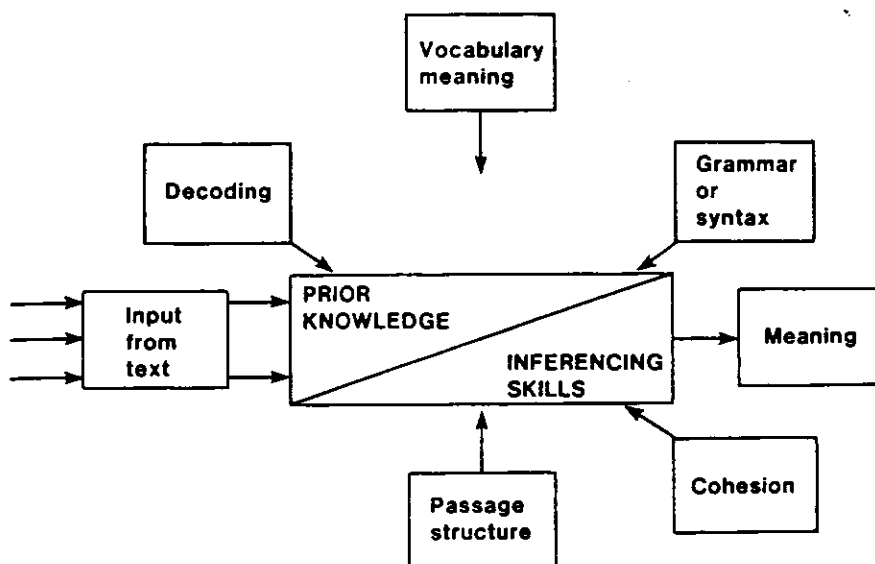 Vocabulary
meaning
Decoding
Grammar
or
syntax
Input
from
text
PRIOR
KNOWLEDGE
INFERENCING
SKILLS
Meaning
Passage
structure
Cohesion